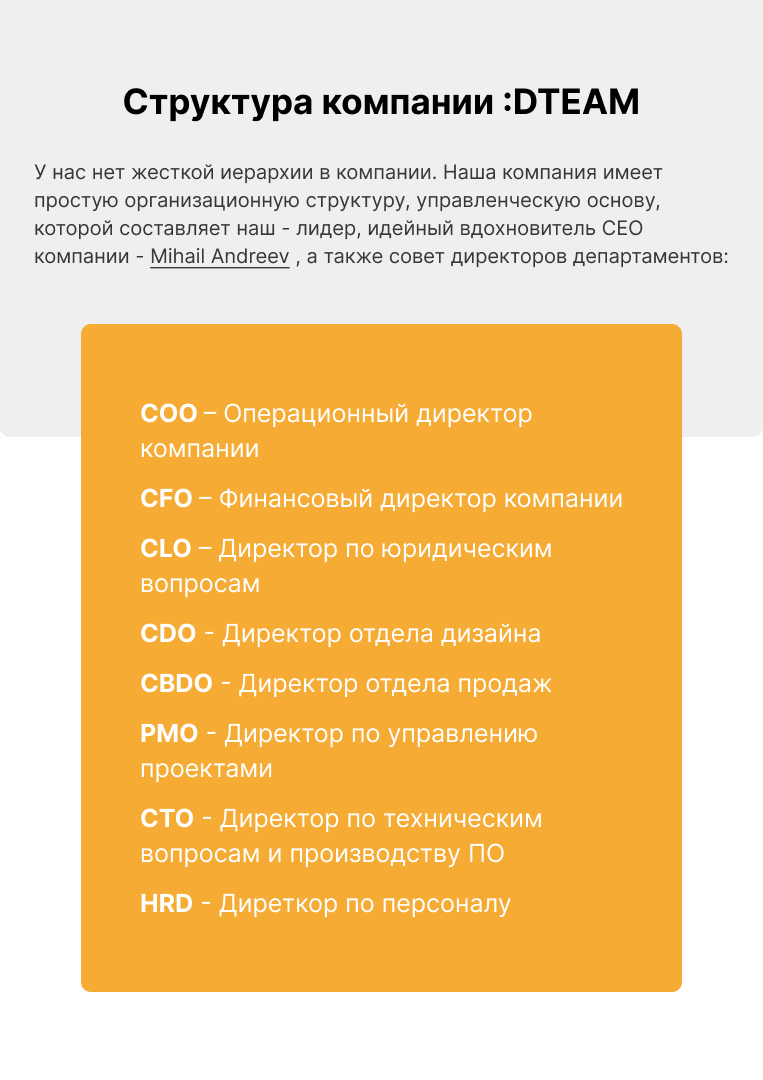 Структура компании :DTEAM
У нас нет жесткой иерархии в компании. Наша компания имеет
простую организационную структуру, управленческую основу,
которой составляет наш - лидер, идейный вдохновитель CEO
компании - Mihail Andreev , а также совет директоров департаментов:
COO – Операционный директор
компании
CFO – Финансовый директор компании
CLO – Директор по юридическим
вопросам
CDO - Директор отдела дизайна
CBDO - Директор отдела продаж
PMO - Директор по управлению
проектами
CTO - Директор по техническим
вопросам и производству ПО
HRD - Диреткор по персоналу